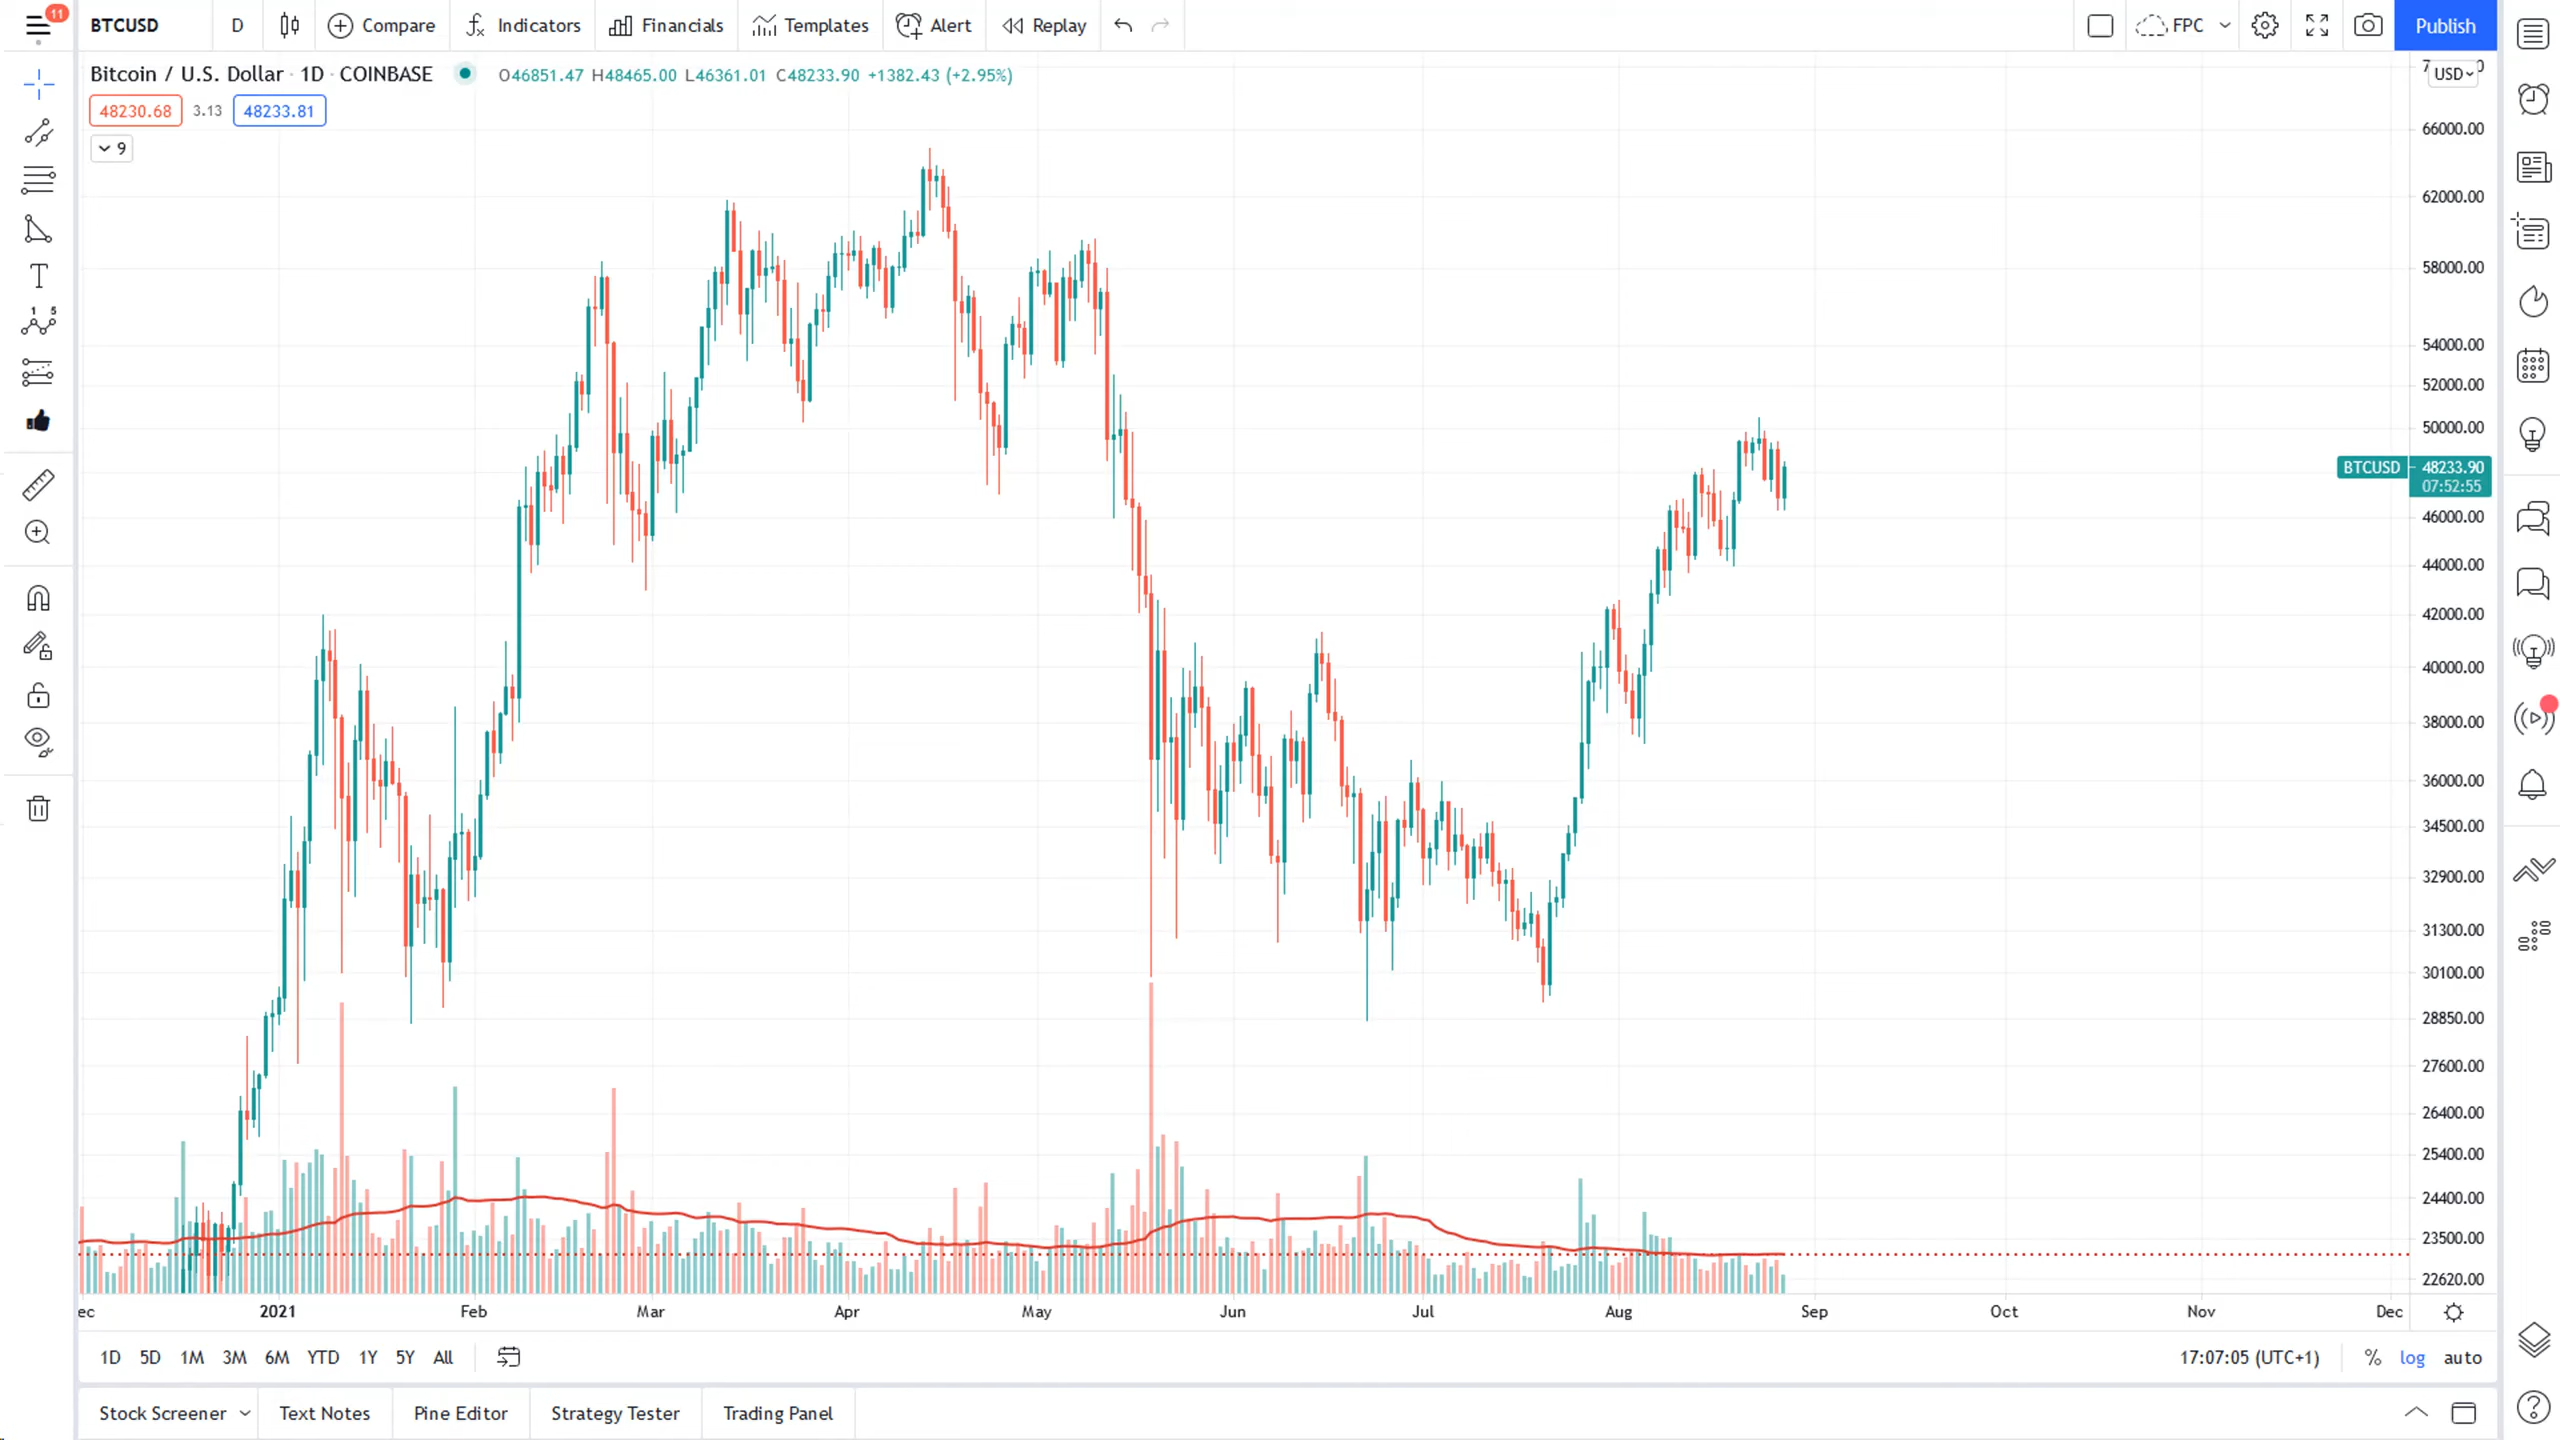 11 BTCUSD D Compare Indicators Financials Templates Alert Replay FPC Publish
Bitcoin / U.S. Dollar · 1D · COINBASE O46851.47 H48465.00 L46361.01 C48233.90 +1382.43 (+2.95%)
USD
48230.68 3.13 48233.81
9
66000.00
62000.00
58000.00
54000.00
52000.00
50000.00
BTCUSD 48233.90
07:52:55
46000.00
44000.00
42000.00
40000.00
38000.00
36000.00
34500.00
32900.00
31300.00
30100.00
28850.00
27600.00
26400.00
25400.00
24400.00
23500.00
22620.00
T
1 5
ec 2021 Feb Mar Apr May Jun Jul Aug Sep Oct Nov Dec
1D 5D 1M 3M 6M YTD 1Y 5Y All 17:07:05 (UTC+1) % log auto
Stock Screener Text Notes Pine Editor Strategy Tester Trading Panel